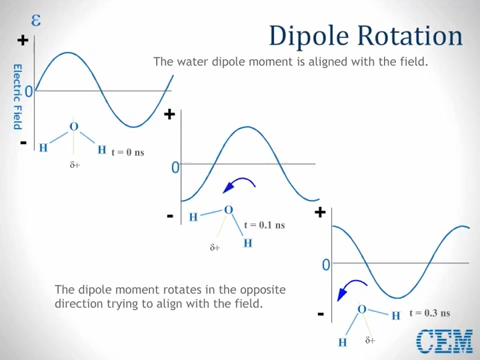 Dipole Rotation
The water dipole moment is aligned with the field.
ε
+
Electric Field
0
-
O
H
H
δ+
t = 0 ns
+
0
-
H
O
H
δ+
t = 0.1 ns
The dipole moment rotates in the opposite
direction trying to align with the field.
+
0
-
O
H
H
δ+
t = 0.3 ns
CEM